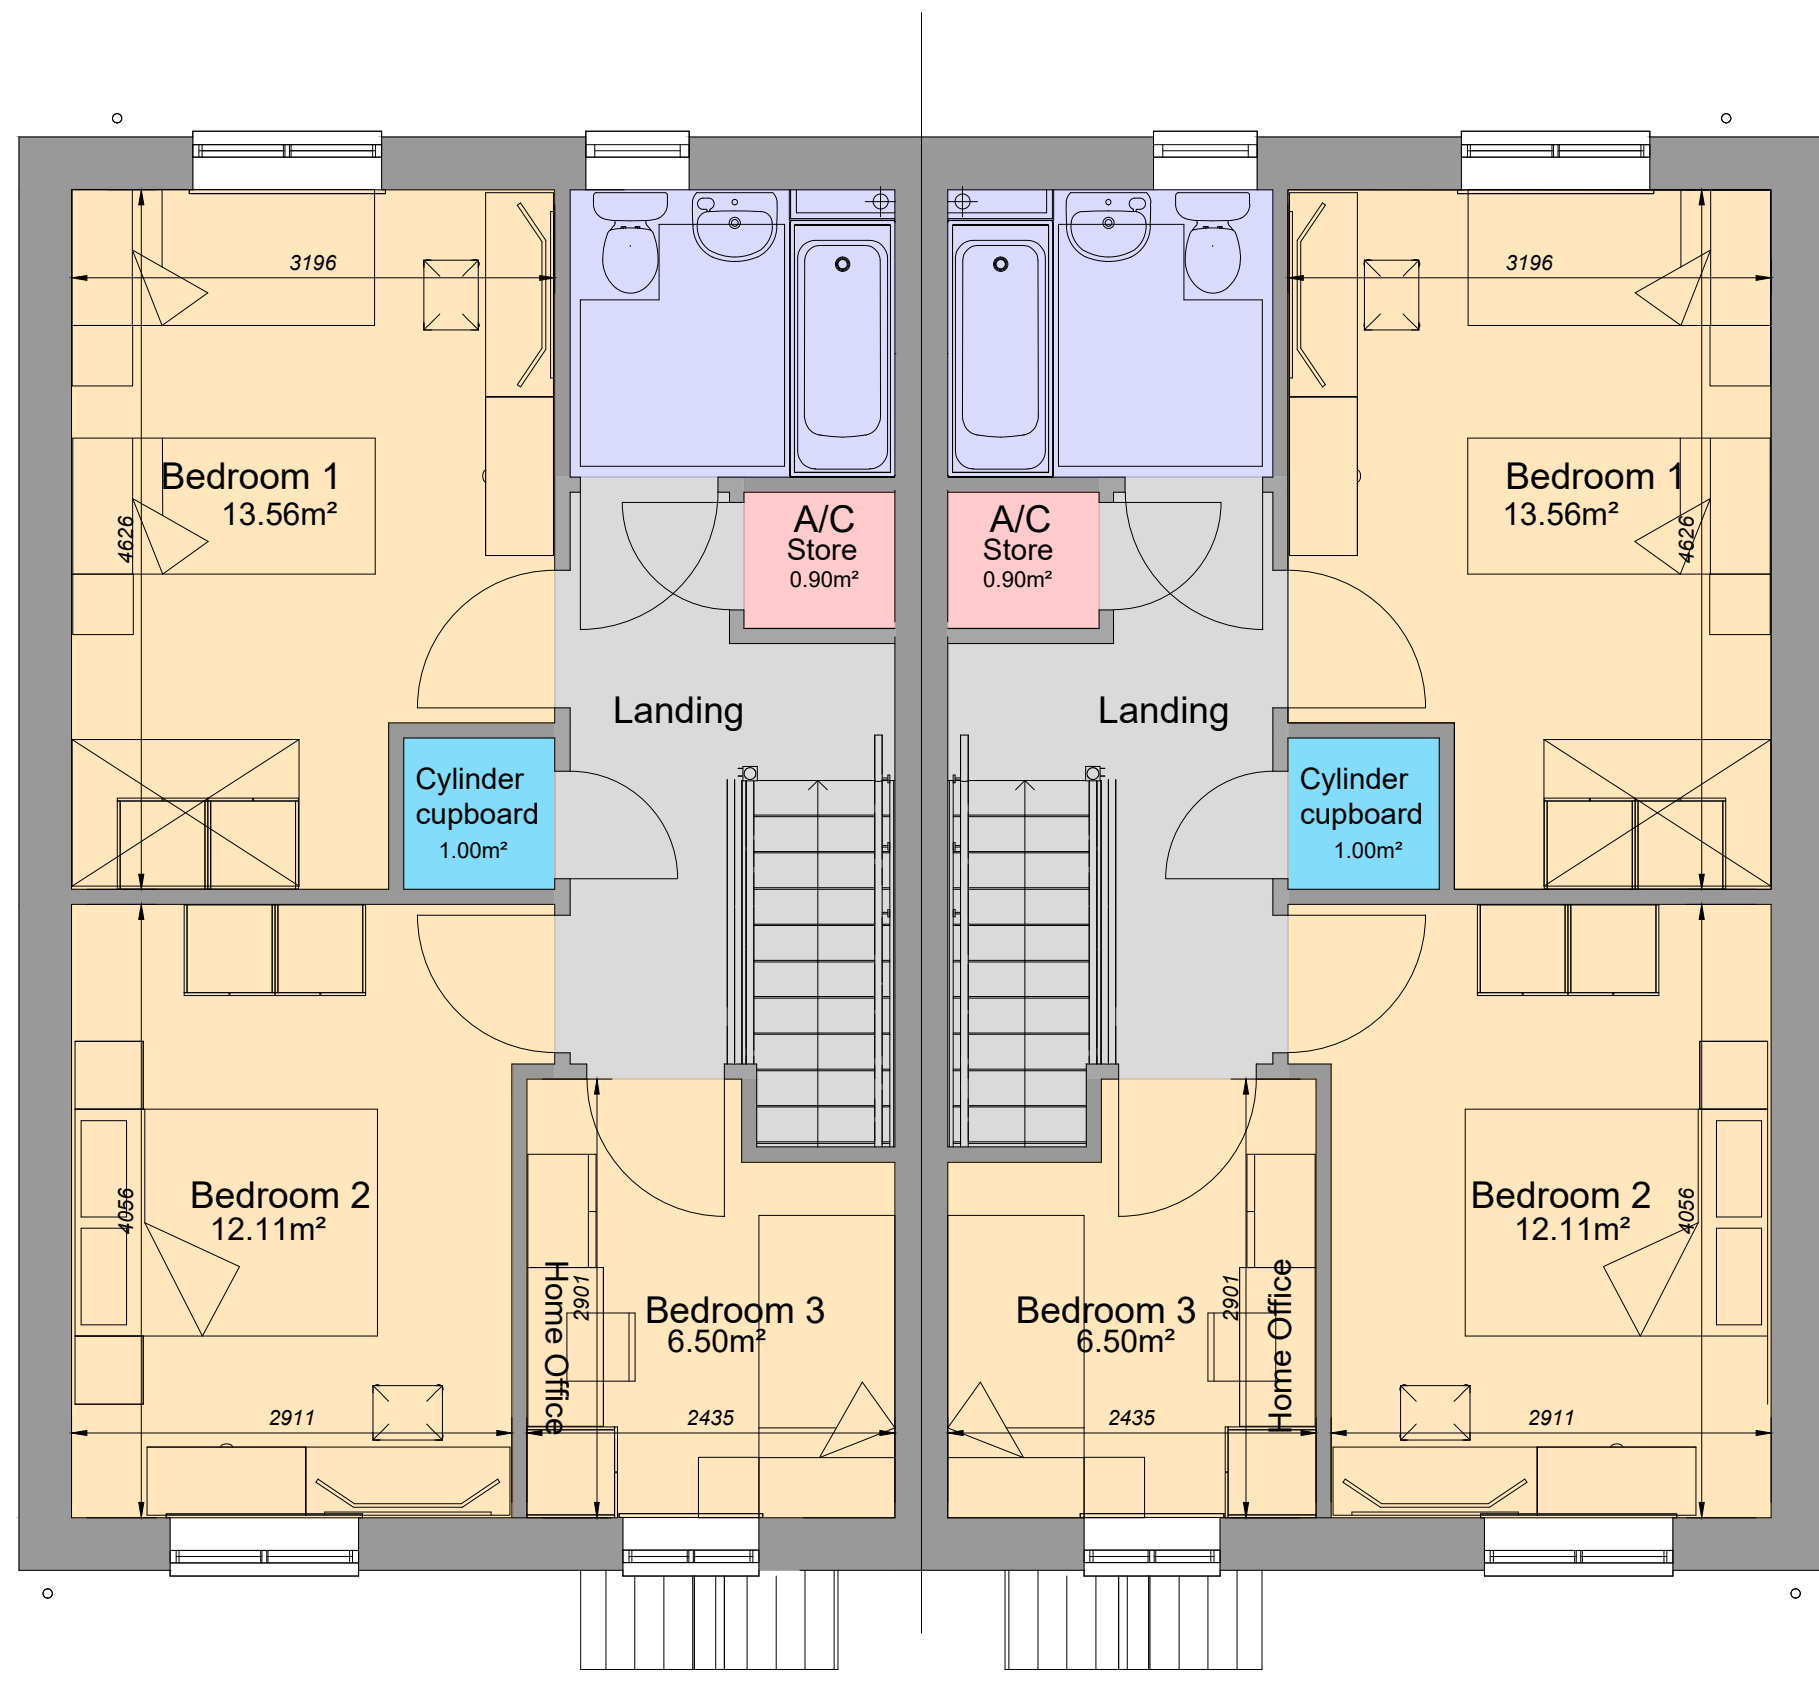 3196
3196
Bedroom 1
13.56m²
4626
Bedroom 1
13.56m²
4626
A/C
Store
0.90m²
A/C
Store
0.90m²
Landing
Landing
Cylinder
cupboard
1.00m²
Cylinder
cupboard
1.00m²
Bedroom 2
12.11m²
4056
Bedroom 2
12.11m²
4056
Home Office
2901
Bedroom 3
6.50m²
Bedroom 3
6.50m²
2901
Home Office
2911
2435
2435
2911